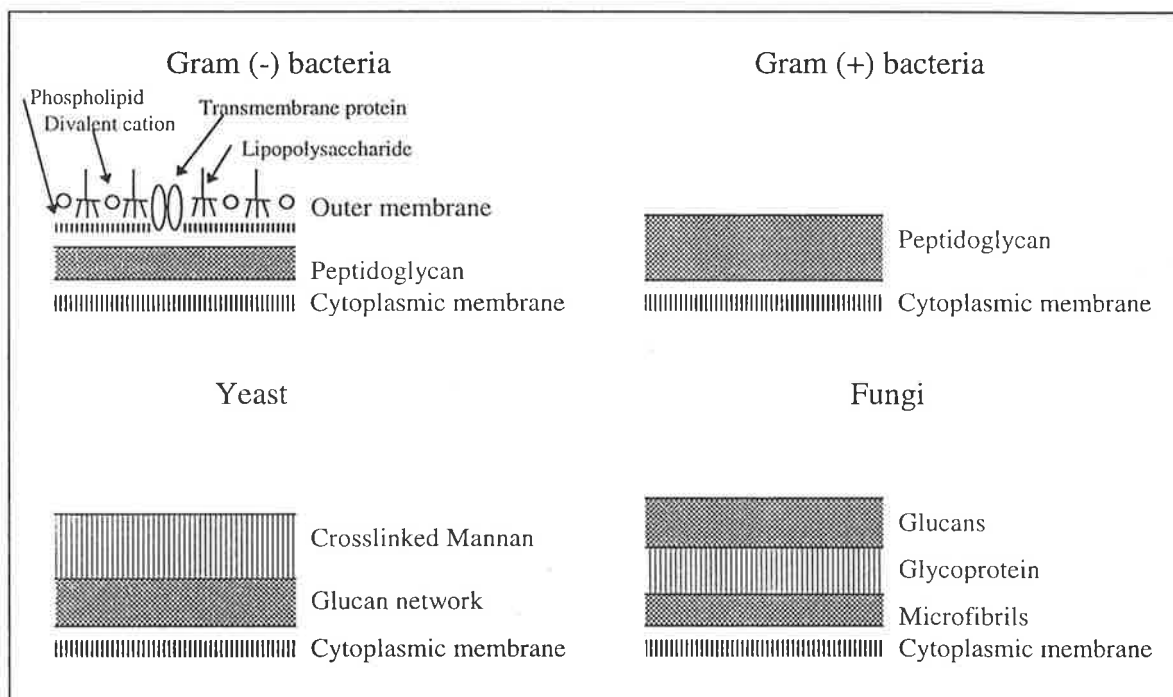 Gram (-) bacteria
Phospholipid
Divalent cation
Transmembrane protein
Lipopolysaccharide
Outer membrane
Peptidoglycan
Cytoplasmic membrane
Gram (+) bacteria
Peptidoglycan
Cytoplasmic membrane
Yeast
Crosslinked Mannan
Glucan network
Cytoplasmic membrane
Fungi
Glucans
Glycoprotein
Microfibrils
Cytoplasmic membrane